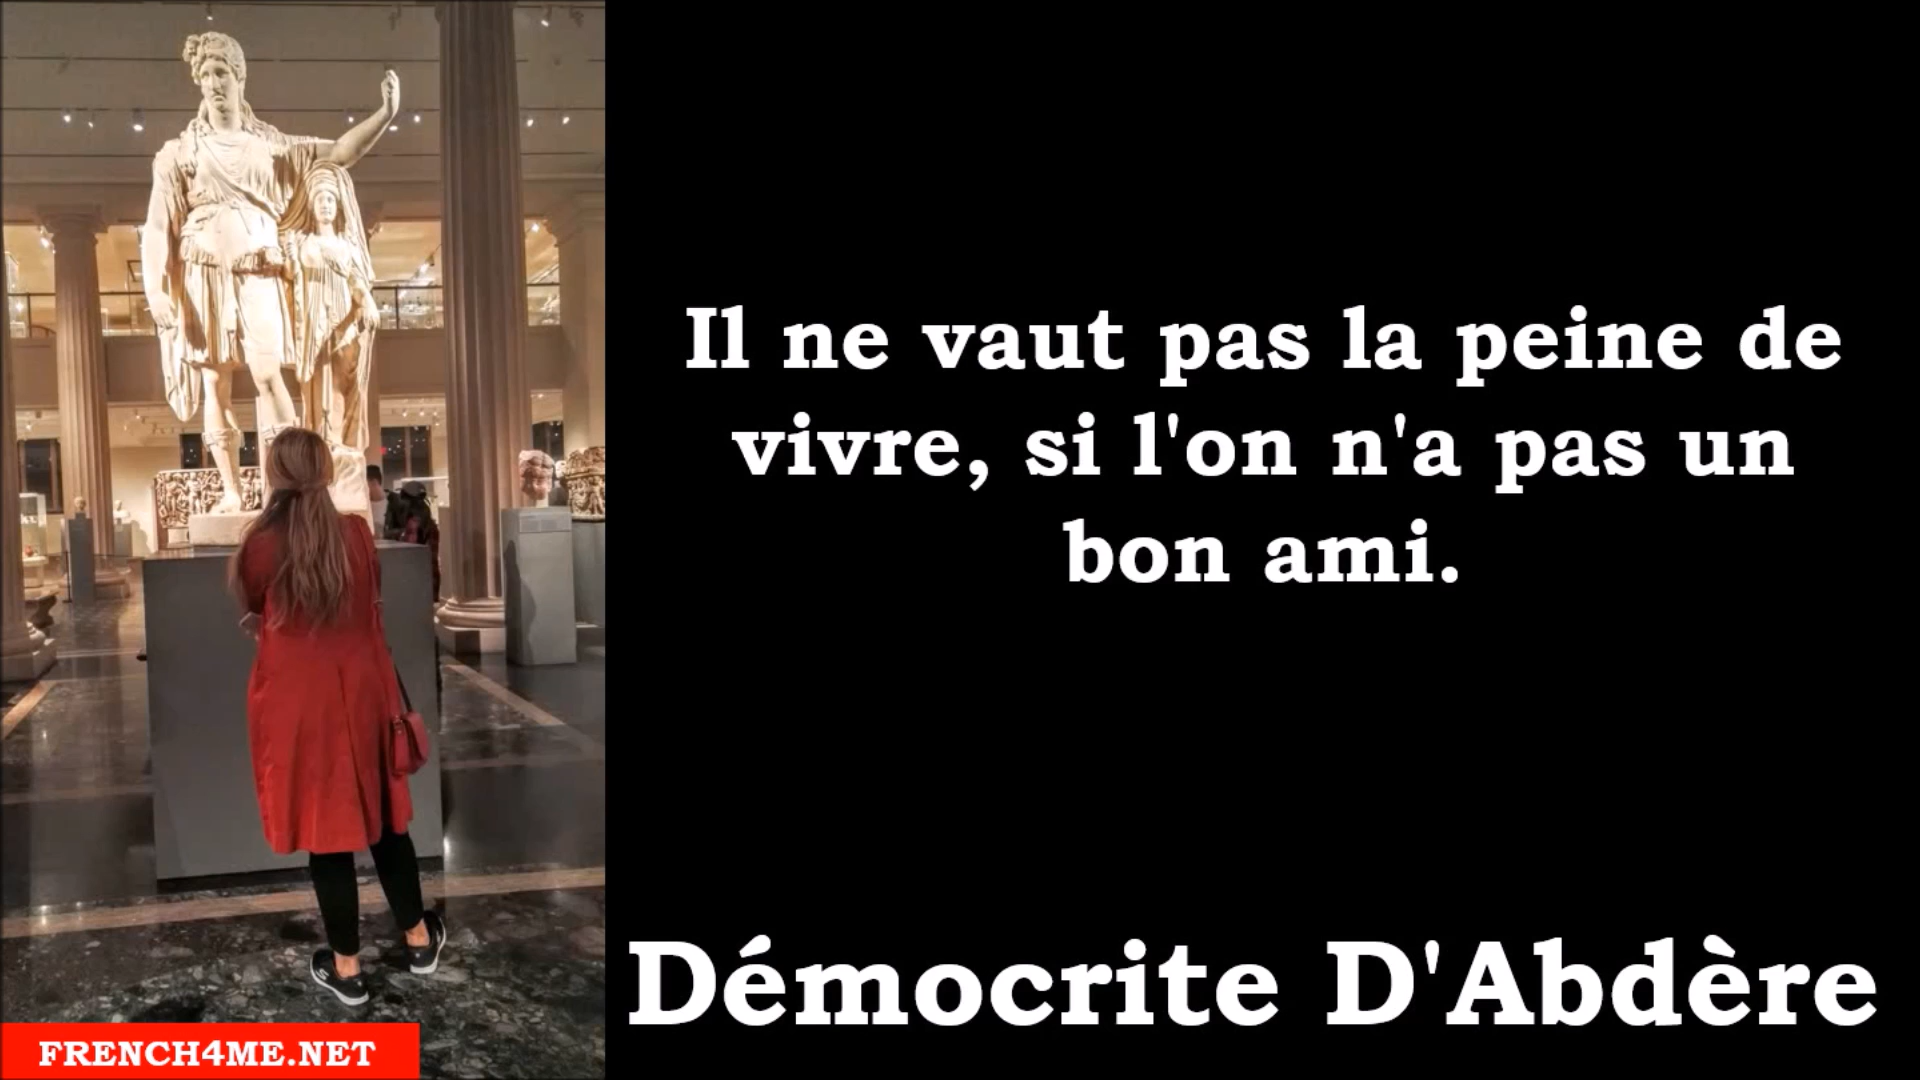 Il ne vaut pas la peine de
vivre, si l'on n'a pas un
bon ami.
Démocrite D'Abdère
FRENCH4ME.NET